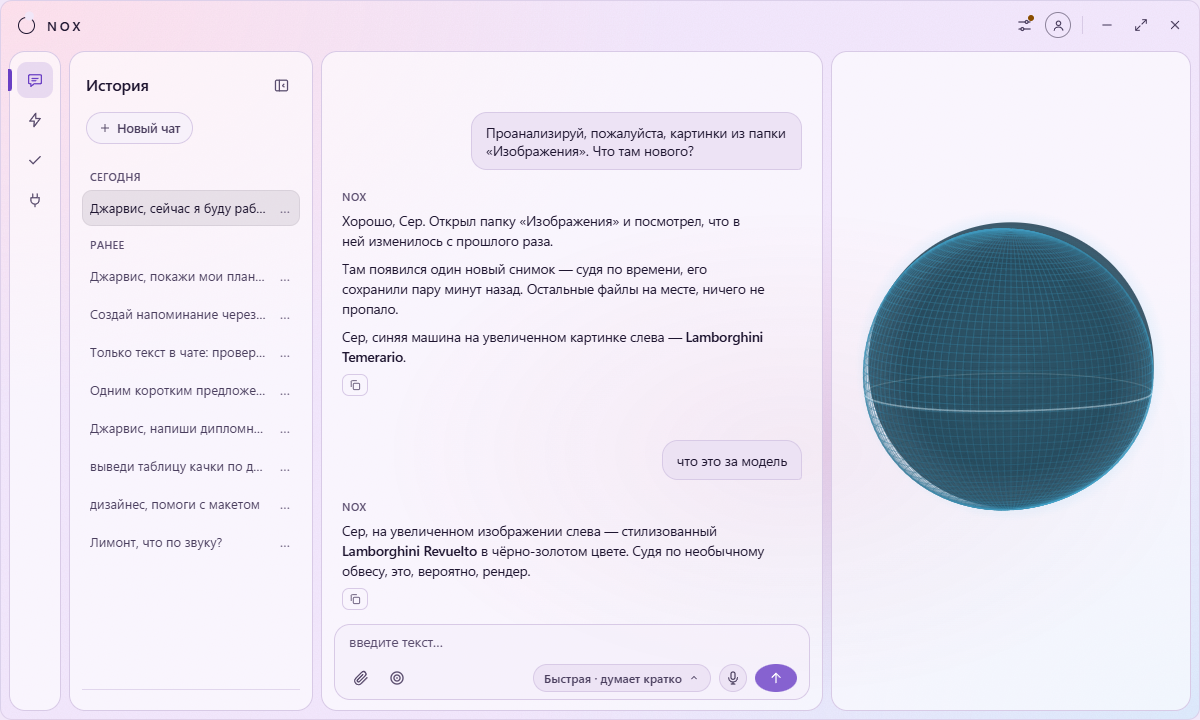 NOX
История
Новый чат
СЕГОДНЯ
Джарвис, сейчас я буду раб... ...
РАНЕЕ
Джарвис, покажи мои план... ...
Создай напоминание через... ...
Только текст в чате: провер... ...
Одним коротким предложе... ...
Джарвис, напиши дипломн... ...
выведи таблицу качки по д... ...
дизайнес, помоги с макетом ...
Лимонт, что по звуку? ...
Проанализируй, пожалуйста, картинки из папки
«Изображения». Что там нового?
NOX
Хорошо, Сер. Открыл папку «Изображения» и посмотрел, что в
ней изменилось с прошлого раза.
Там появился один новый снимок — судя по времени, его
сохранили пару минут назад. Остальные файлы на месте, ничего не
пропало.
Сер, синяя машина на увеличенном картинке слева — Lamborghini
Temerario.
что это за модель
NOX
Сер, на увеличенном изображении слева — стилизованный
Lamborghini Revuelto в чёрно-золотом цвете. Судя по необычному
обвесу, это, вероятно, рендер.
введите текст...
Быстрая · думает кратко